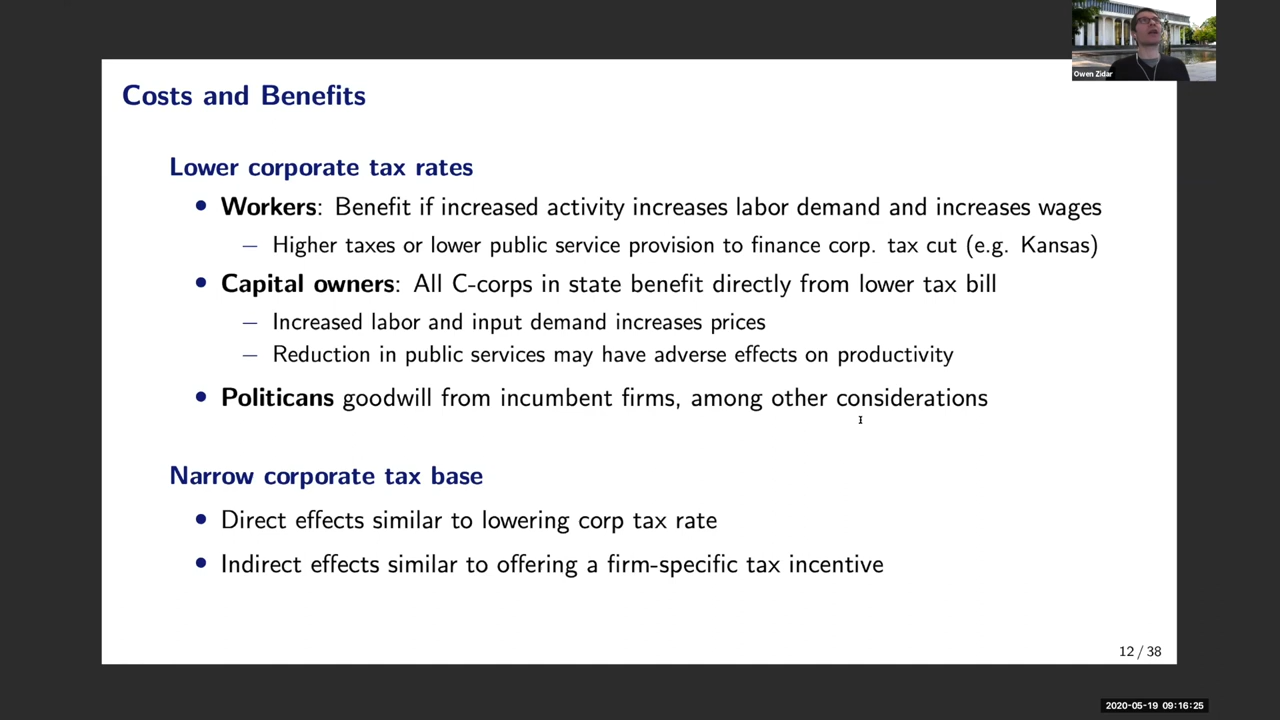 Owen Zidar
Costs and Benefits
Lower corporate tax rates
• Workers: Benefit if increased activity increases labor demand and increases wages
– Higher taxes or lower public service provision to finance corp. tax cut (e.g. Kansas)
• Capital owners: All C-corps in state benefit directly from lower tax bill
– Increased labor and input demand increases prices
– Reduction in public services may have adverse effects on productivity
• Politicans goodwill from incumbent firms, among other considerations
Narrow corporate tax base
• Direct effects similar to lowering corp tax rate
• Indirect effects similar to offering a firm-specific tax incentive
12 / 38
2020-05-19 09:16:25